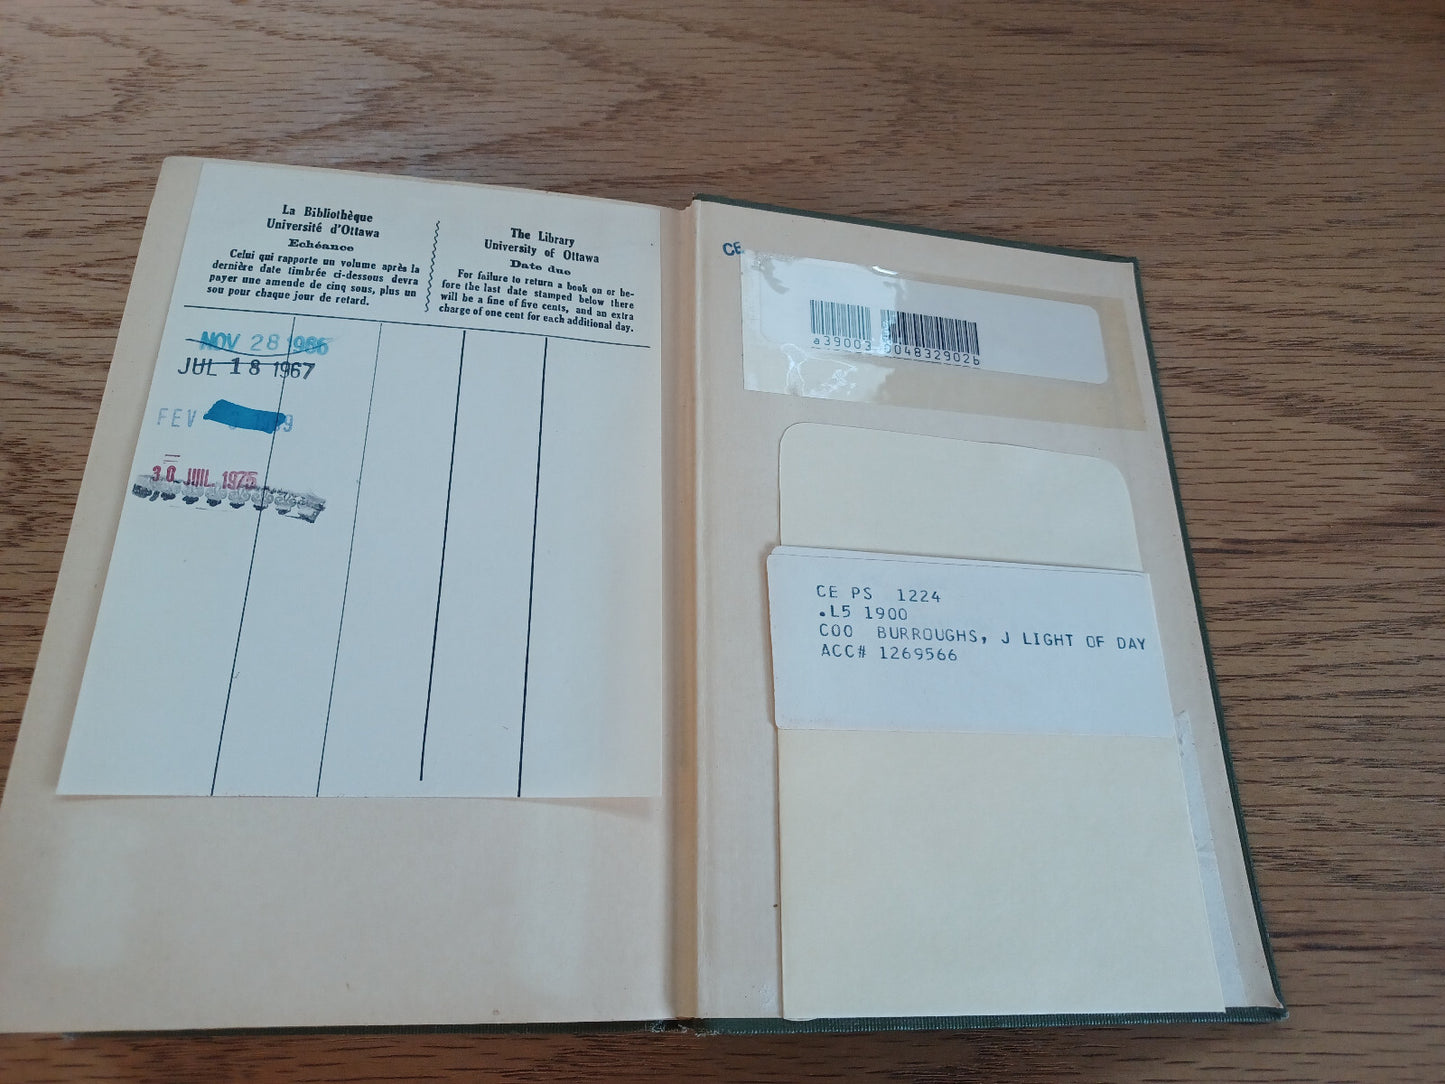 La Bibliothèque
Université d'Ottawa
Echéance
Celui qui rapporte un volume après la
dernière date timbrée ci-dessous devra
payer une amende de cinq sous, plus un
sou pour chaque jour de retard.
The Library
University of Ottawa
Date due
For failure to return a book on or be-
fore the last date stamped below there
will be a fine of five cents, and an extra
charge of one cent for each additional day.
NOV 28 1966
JUL 18 1967
FEV
30 JUIL. 1975
CE
a39003 004832902b
CE PS 1224
.L5 1900
COO BURROUGHS, J LIGHT OF DAY
ACC# 1269566